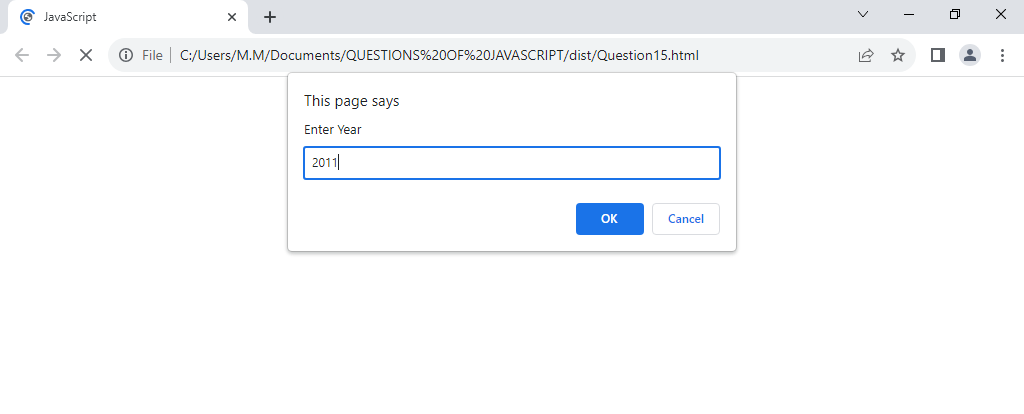 JavaScript
File C:/Users/M.M/Documents/QUESTIONS%20OF%20JAVASCRIPT/dist/Question15.html
This page says
Enter Year
2011
OK Cancel